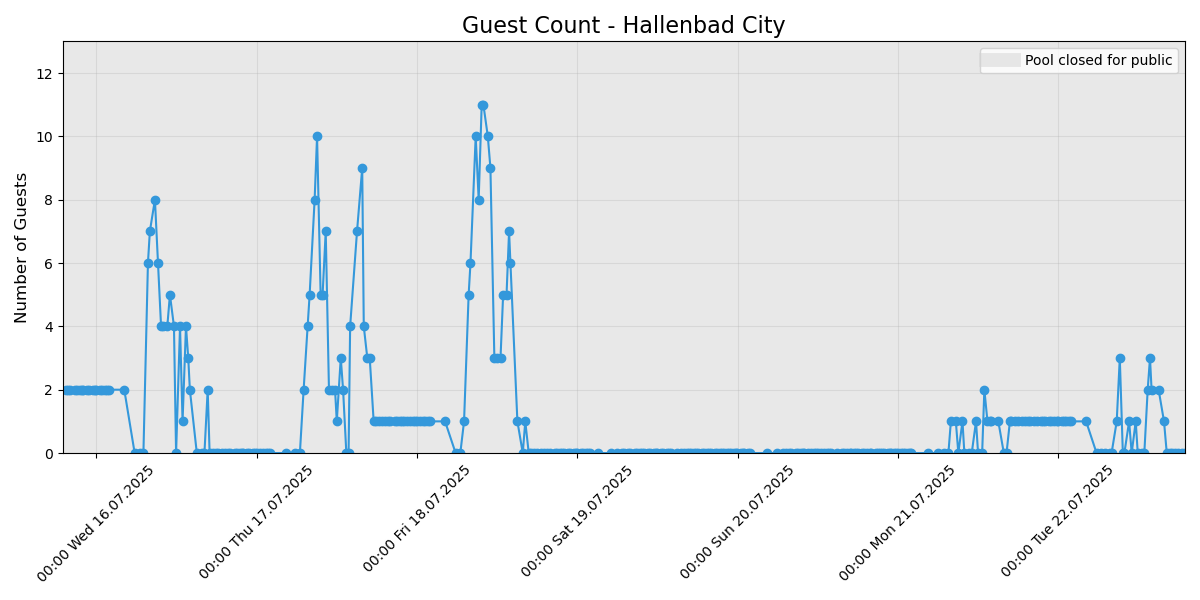 Guest Count - Hallenbad City
Pool closed for public
Number of Guests
12
10
8
6
4
2
0
00:00 Wed 16.07.2025
00:00 Thu 17.07.2025
00:00 Fri 18.07.2025
00:00 Sat 19.07.2025
00:00 Sun 20.07.2025
00:00 Mon 21.07.2025
00:00 Tue 22.07.2025